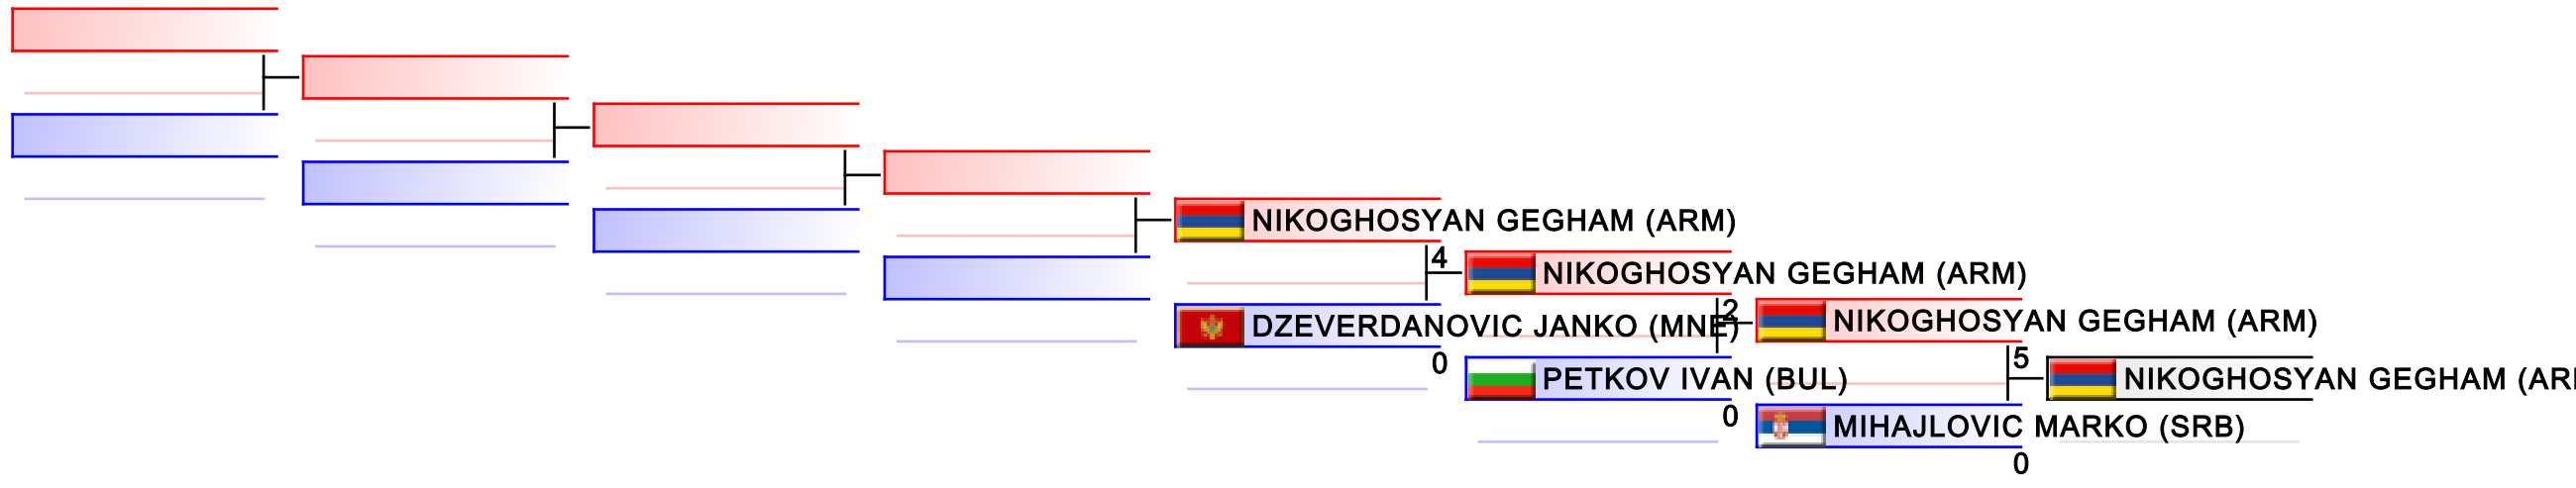 NIKOGHOSYAN GEGHAM (ARM)
4
DZEVERDANOVIC JANKO (MNE)
0
NIKOGHOSYAN GEGHAM (ARM)
2
PETKOV IVAN (BUL)
0
NIKOGHOSYAN GEGHAM (ARM)
5
MIHAJLOVIC MARKO (SRB)
0
NIKOGHOSYAN GEGHAM